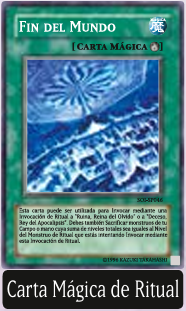 Fin del Mundo
[Carta Mágica]
Esta carta puede ser utilizada para Invocar mediante una
Invocación de Ritual a "Ruina, Reina del Olvido" o a "Demise,
Rey del Apocalipsis". Debes también Sacrificar monstruos de tu
Campo o mano cuya suma de niveles totales sea iguales al Nivel
del Monstruo de Ritual que estás intentando Invocar mediante
esta Invocación de Ritual.
©1996 KAZUKI TAKAHASHI
Carta Mágica de Ritual